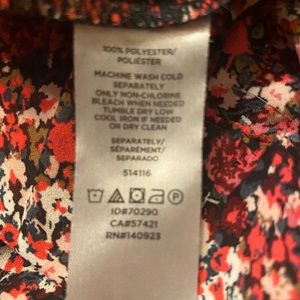 100% POLYESTER/
POLIÉSTER
MACHINE WASH COLD
SEPARATELY
ONLY NON-CHLORINE
BLEACH WHEN NEEDED
TUMBLE DRY LOW
COOL IRON IF NEEDED
OR DRY CLEAN
SEPARATELY/
SÉPARÉMENT/
SEPARADO
514116
ID#70290
CA#57421
RN#140923